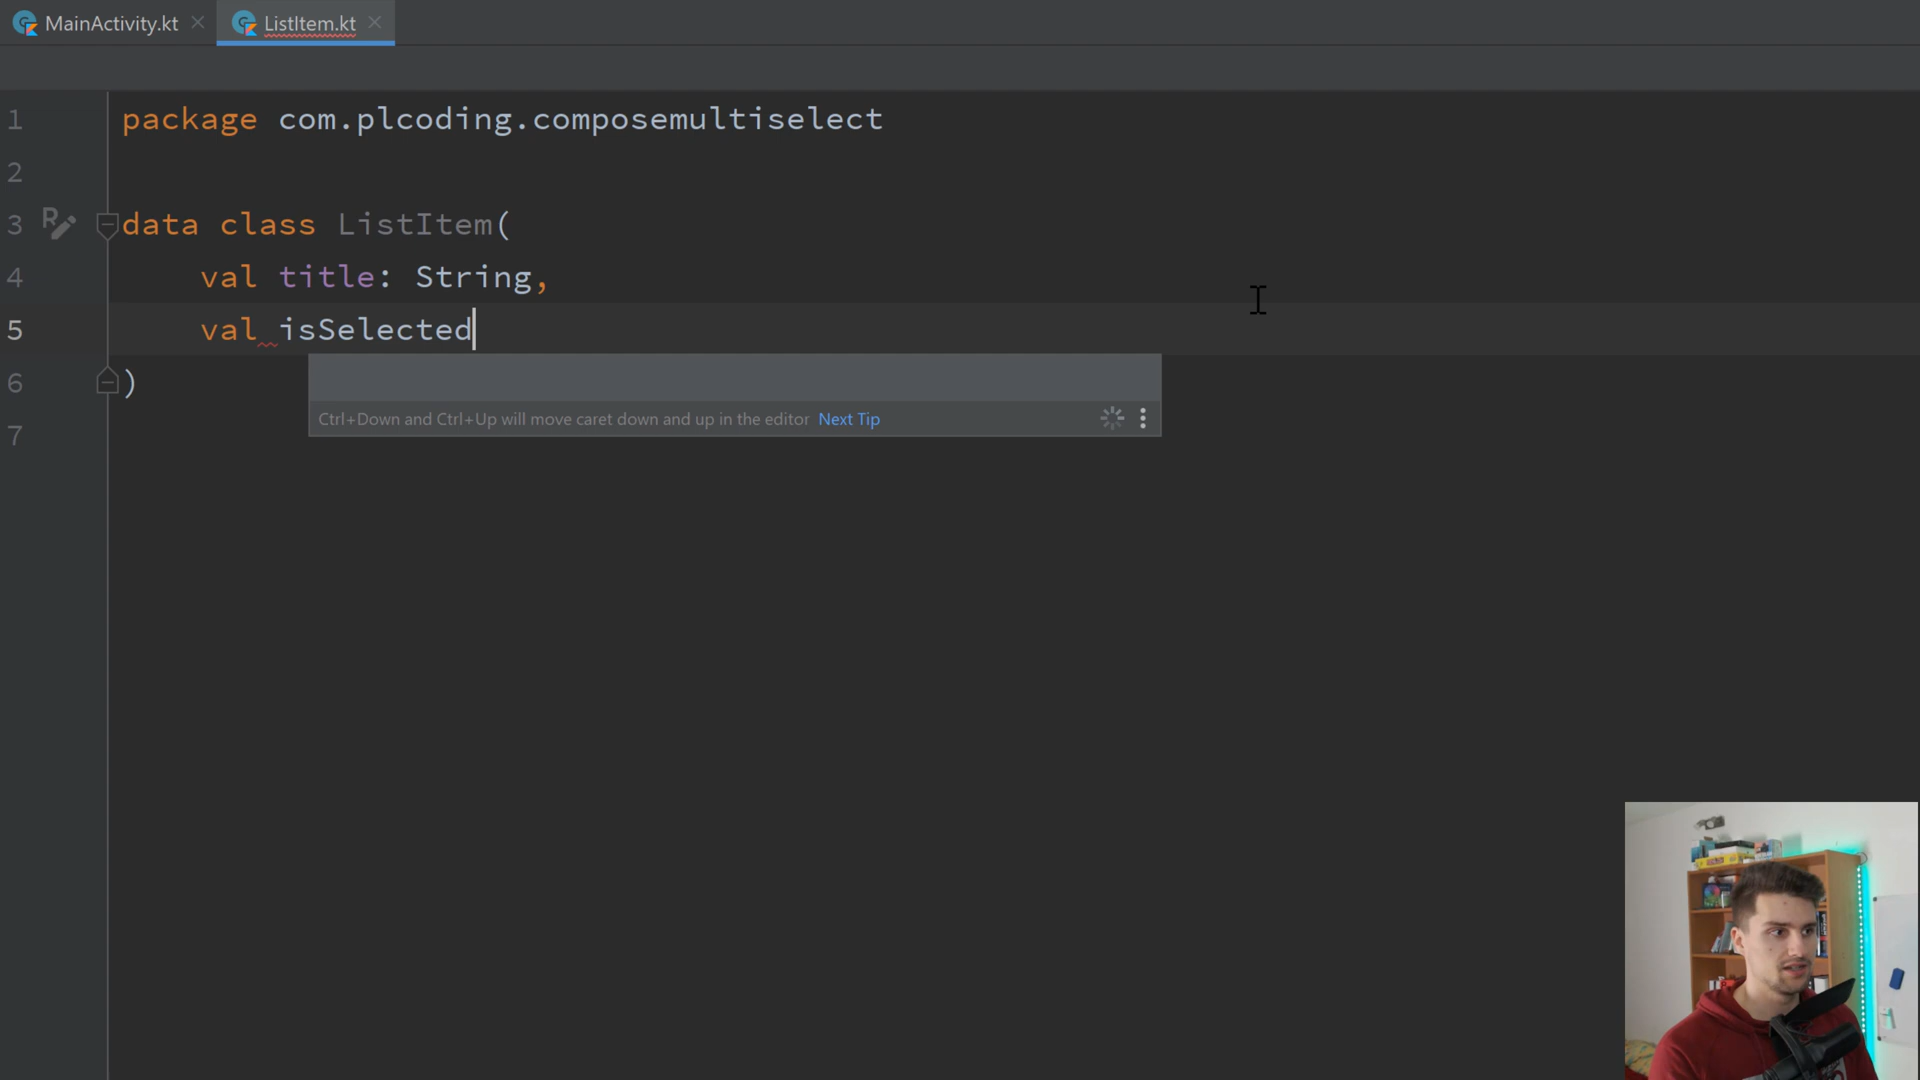 MainActivity.kt
ListItem.kt
1 package com.plcoding.composemultiselect
2
3 data class ListItem(
4 val title: String,
5 val isSelected
6 )
7
Ctrl+Down and Ctrl+Up will move caret down and up in the editor Next Tip